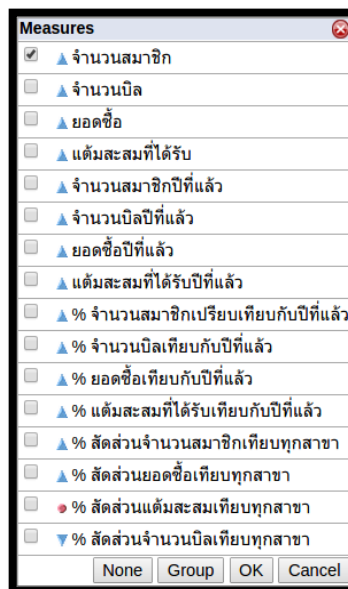 Measures
จำนวนสมาชิก
จำนวนบิล
ยอดซื้อ
แต้มสะสมที่ได้รับ
จำนวนสมาชิกปีที่แล้ว
จำนวนบิลปีที่แล้ว
ยอดซื้อปีที่แล้ว
แต้มสะสมที่ได้รับปีที่แล้ว
% จำนวนสมาชิกเปรียบเทียบกับปีที่แล้ว
% จำนวนบิลเทียบกับปีที่แล้ว
% ยอดซื้อเทียบกับปีที่แล้ว
% แต้มสะสมที่ได้รับเทียบกับปีที่แล้ว
% สัดส่วนจำนวนสมาชิกเทียบทุกสาขา
% สัดส่วนยอดซื้อเทียบทุกสาขา
% สัดส่วนแต้มสะสมเทียบทุกสาขา
% สัดส่วนจำนวนบิลเทียบทุกสาขา
None Group OK Cancel